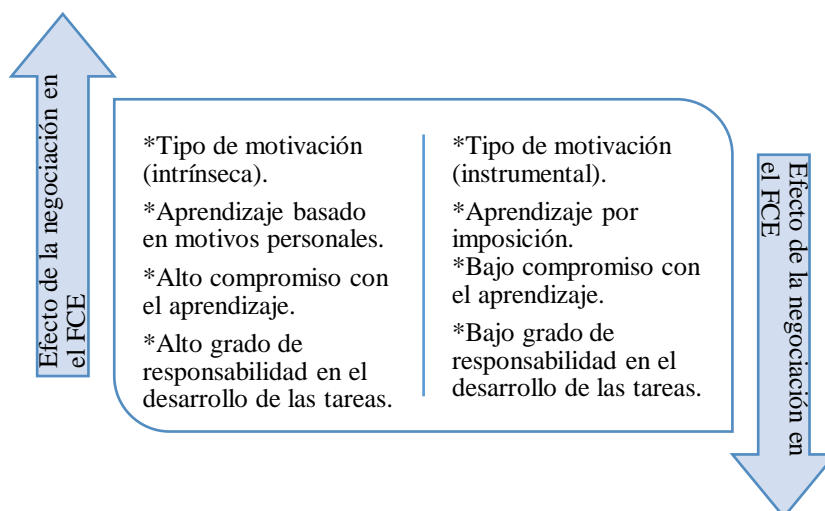 Efecto de la negociación en
el FCE
*Tipo de motivación
(intrínseca).
*Aprendizaje basado
en motivos personales.
*Alto compromiso con
el aprendizaje.
*Alto grado de
responsabilidad en el
desarrollo de las tareas.
*Tipo de motivación
(instrumental).
*Aprendizaje por
imposición.
*Bajo compromiso con
el aprendizaje.
*Bajo grado de
responsabilidad en el
desarrollo de las tareas.
Efecto de la negociación en
el FCE